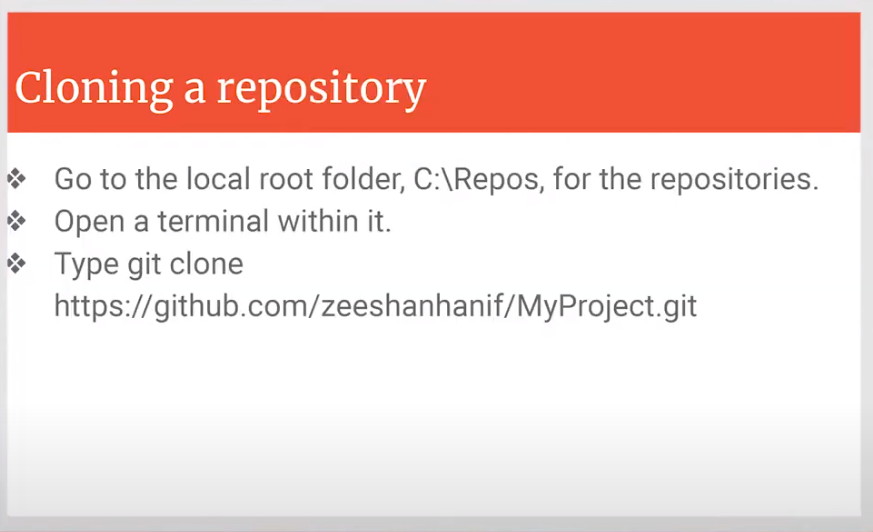 Cloning a repository
❖ Go to the local root folder, C:\Repos, for the repositories.
❖ Open a terminal within it.
❖ Type git clone
https://github.com/zeeshanhanif/MyProject.git